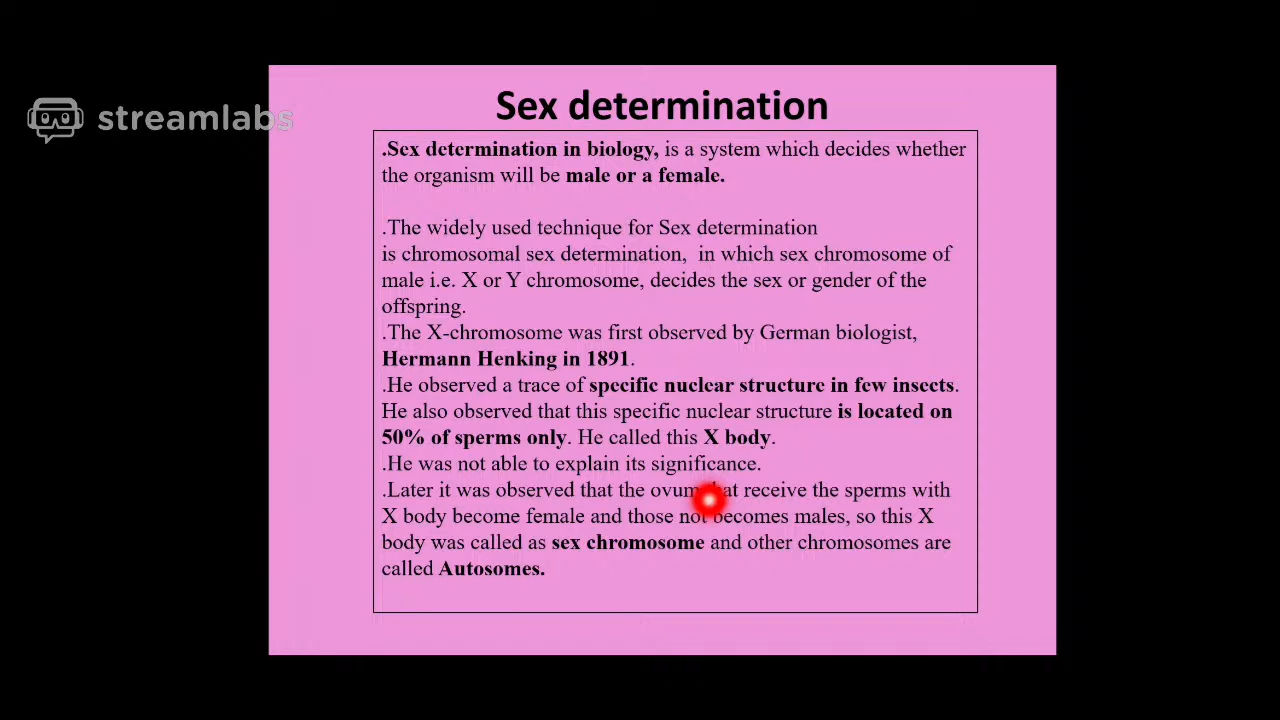 streamlabs
Sex determination
.Sex determination in biology, is a system which decides whether
the organism will be male or a female.
.The widely used technique for Sex determination
is chromosomal sex determination, in which sex chromosome of
male i.e. X or Y chromosome, decides the sex or gender of the
offspring.
.The X-chromosome was first observed by German biologist,
Hermann Henking in 1891.
.He observed a trace of specific nuclear structure in few insects.
He also observed that this specific nuclear structure is located on
50% of sperms only. He called this X body.
.He was not able to explain its significance.
.Later it was observed that the ovum that receive the sperms with
X body become female and those not becomes males, so this X
body was called as sex chromosome and other chromosomes are
called Autosomes.